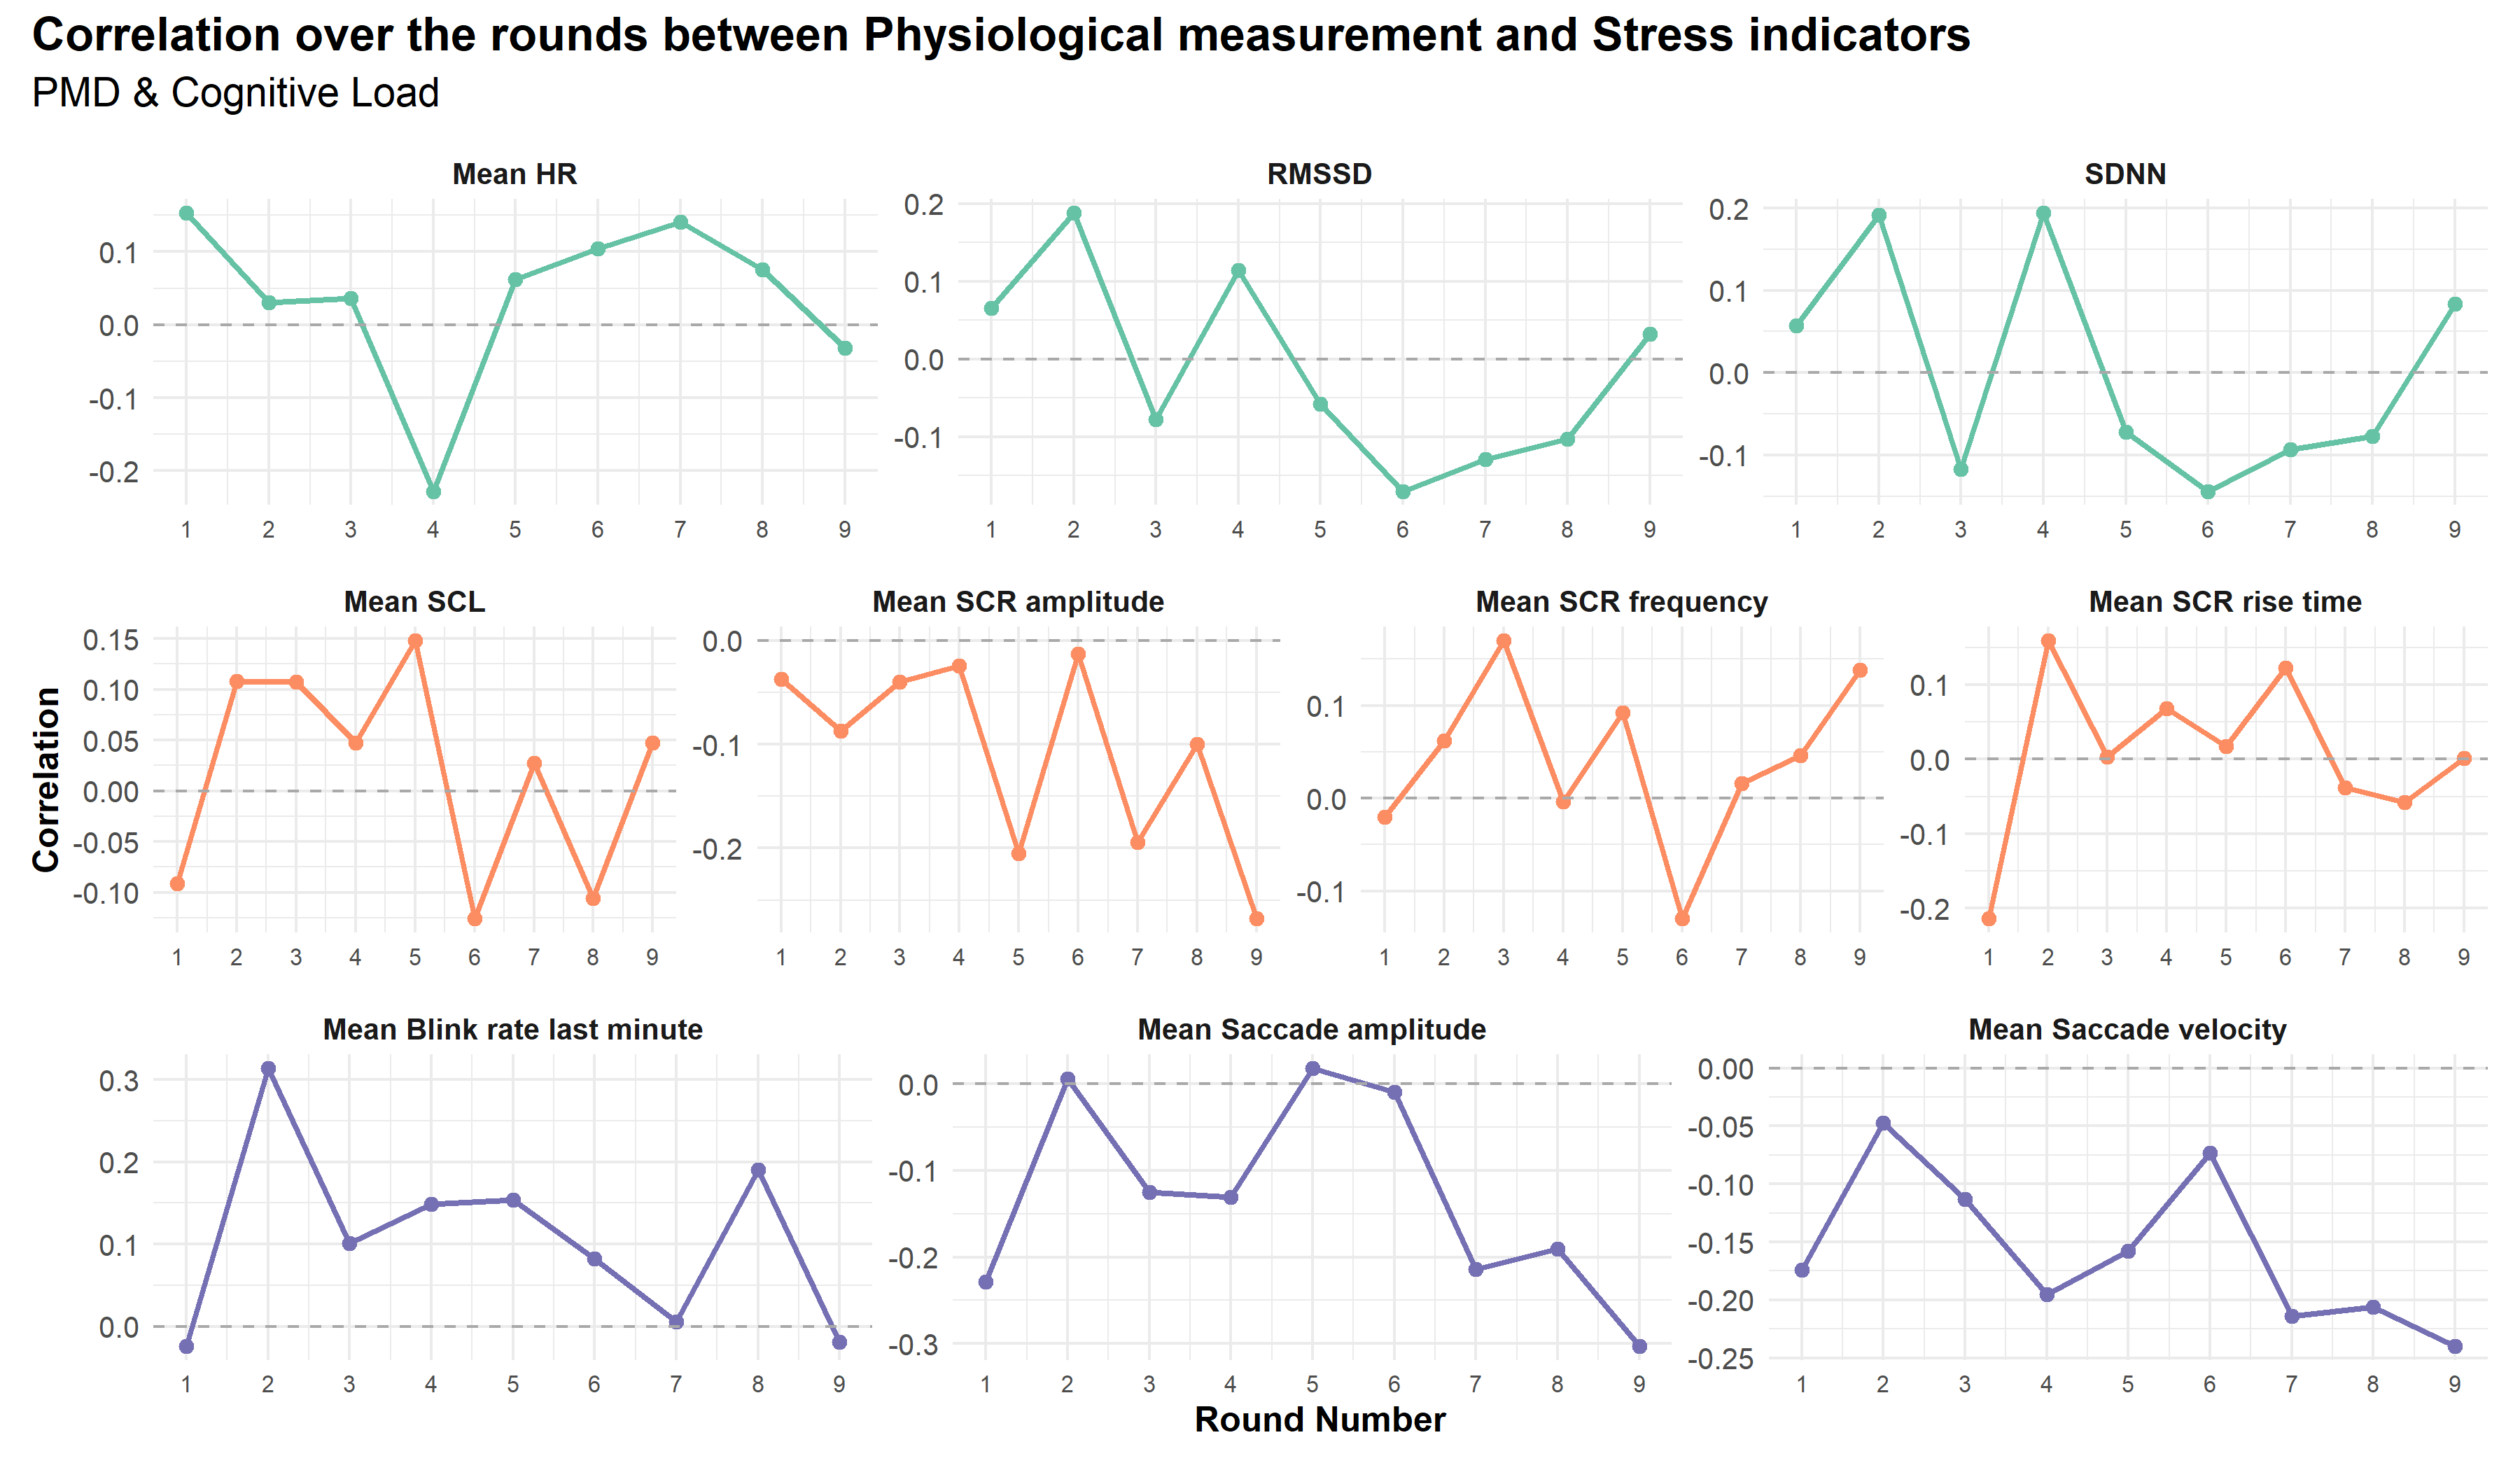 Correlation over the rounds between Physiological measurement and Stress indicators
PMD & Cognitive Load
Mean HR
0.1
0.0
-0.1
-0.2
1 2 3 4 5 6 7 8 9
RMSSD
0.2
0.1
0.0
-0.1
1 2 3 4 5 6 7 8 9
SDNN
0.2
0.1
0.0
-0.1
1 2 3 4 5 6 7 8 9
Correlation
Mean SCL
0.15
0.10
0.05
0.00
-0.05
-0.10
1 2 3 4 5 6 7 8 9
Mean SCR amplitude
0.0
-0.1
-0.2
1 2 3 4 5 6 7 8 9
Mean SCR frequency
0.1
0.0
-0.1
1 2 3 4 5 6 7 8 9
Mean SCR rise time
0.1
0.0
-0.1
-0.2
1 2 3 4 5 6 7 8 9
Mean Blink rate last minute
0.3
0.2
0.1
0.0
1 2 3 4 5 6 7 8 9
Mean Saccade amplitude
0.0
-0.1
-0.2
-0.3
1 2 3 4 5 6 7 8 9
Mean Saccade velocity
0.00
-0.05
-0.10
-0.15
-0.20
-0.25
1 2 3 4 5 6 7 8 9
Round Number